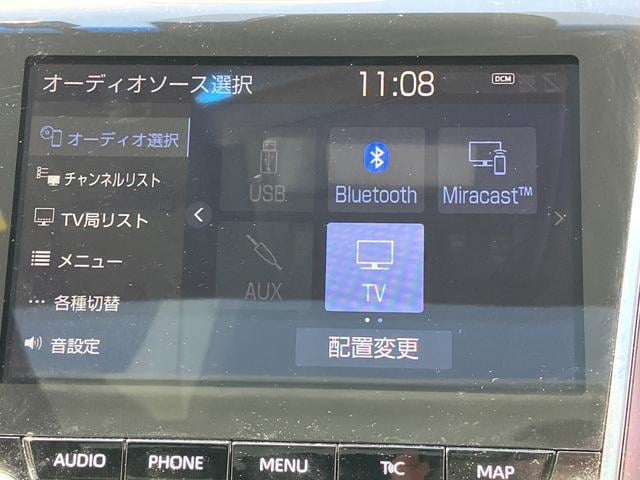 オーディオソース選択 11:08 DCM
オーディオ選択
チャンネルリスト
TV局リスト
メニュー
各種切替
音設定
USB Bluetooth Miracast™
AUX TV
配置変更
AUDIO PHONE MENU T/C MAP